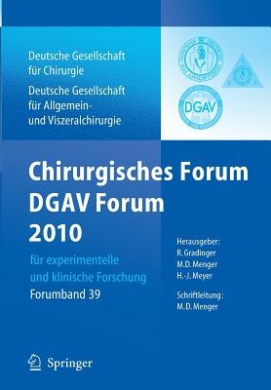 Deutsche Gesellschaft
für Chirurgie
Deutsche Gesellschaft
für Allgemein-
und Viszeralchirurgie
DGAV
Chirurgisches Forum
DGAV Forum
2010
für experimentelle
und klinische Forschung
Forumband 39
Herausgeber:
R. Gradinger
M.D. Menger
H.-J. Meyer
Schriftleitung:
M.D. Menger
Springer